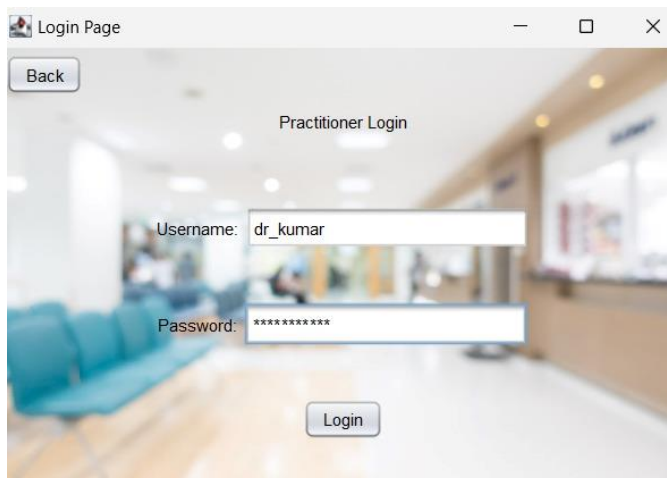 Login Page
Back
Practitioner Login
Username: dr_kumar
Password: ***********
Login